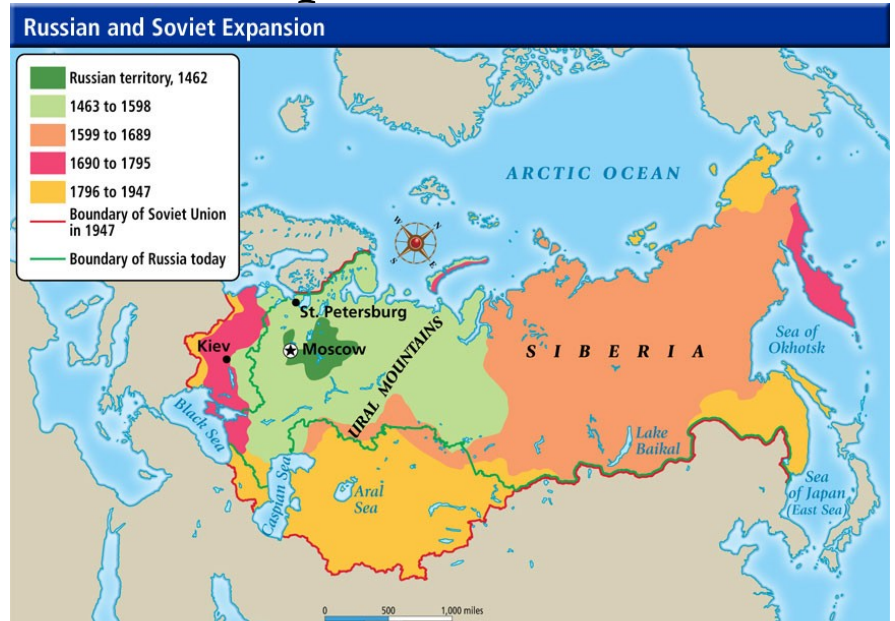 Russian and Soviet Expansion
Russian territory, 1462
1463 to 1598
1599 to 1689
1690 to 1795
1796 to 1947
Boundary of Soviet Union
in 1947
Boundary of Russia today
ARCTIC OCEAN
N
E
S
W
St. Petersburg
Moscow
Kiev
URAL MOUNTAINS
SIBERIA
Sea of
Okhotsk
Black Sea
Caspian Sea
Aral
Sea
Lake
Baikal
Sea
of Japan
(East Sea)
0 500 1,000 miles